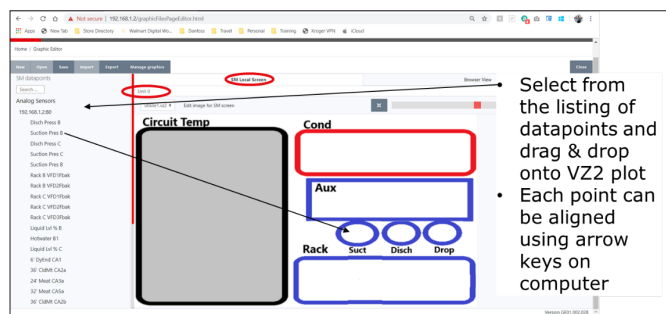 Not secure | 192.168.1.2/graphicFilesPageEditor.html
Apps New Tab Store Directory Walmart Digital Wo... Danfoss Travel Personal Training Kroger VPN iCloud
Home / Graphic Editor
New Open Save Import Export Manage graphics Close
SM datapoints SM Local Screen Browser View
Search... Unit 0
Analog Sensors
Edit image for SM screen
192.168.1.2:80
Disch Press B
Suction Pres B
Disch Press C
Suction Pres C
Suction Pres B
Rack B VFD1Fbak
Rack B VFD2Fbak
Rack C VFD1Fbak
Rack C VFD2Fbak
Rack C VFD3Fbak
Liquid Lvl % B
Hotwater B1
Liquid Lvl % C
6' DyEnd CA1
36' CldMt CA2a
24' Meat CA3a
32' Meat CA5a
36' CldMt CA2b
Circuit Temp
Cond
Aux
Suct Disch Drop
Rack
• Select from
the listing of
datapoints and
drag & drop
onto VZ2 plot
• Each point can
be aligned
using arrow
keys on
computer